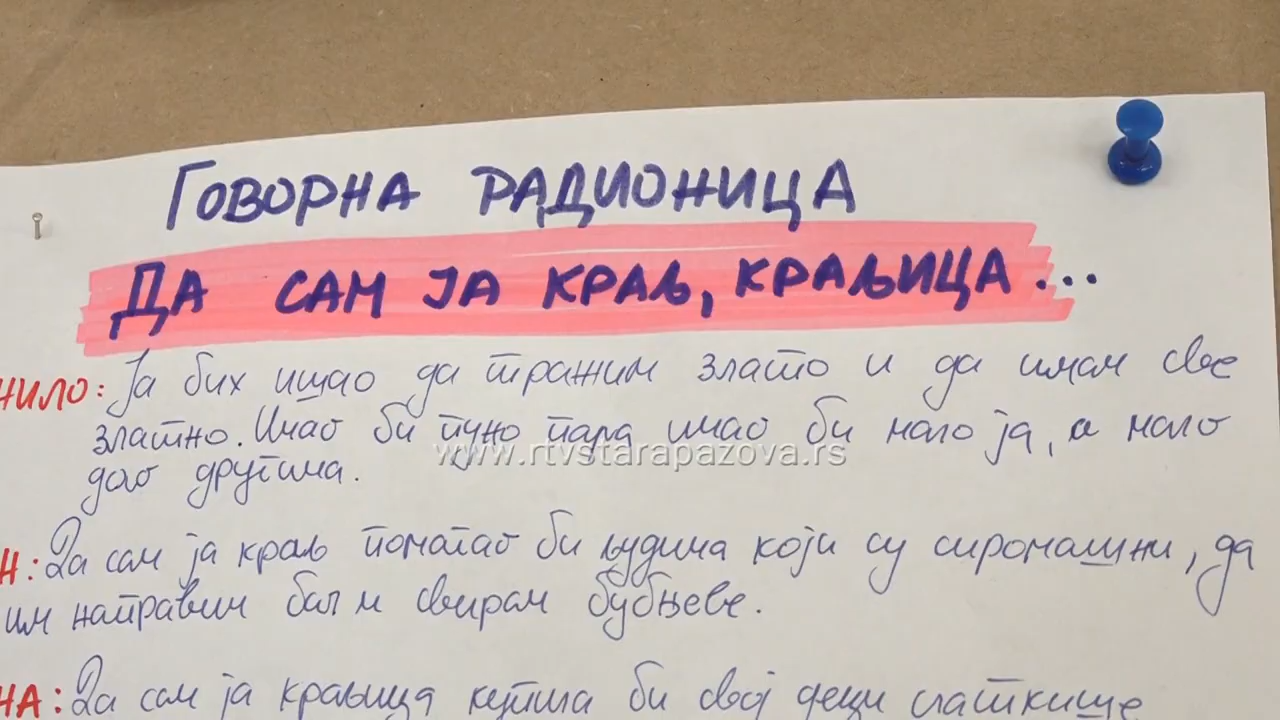 Говорна радионица
Да сам ја краљ, краљица...
нило: Ја бих ишао да тражим злато и да имам све
златно. Имао би пуно пара имао би мало ја, а мало
дао другима.
www.rtvstarapazova.rs
н: Да сам ја краљ помагао би људима који су сиромашни, да
им направим бал и свирам бубњеве.
на: Да сам ја краљица купила би свој деци слаткише